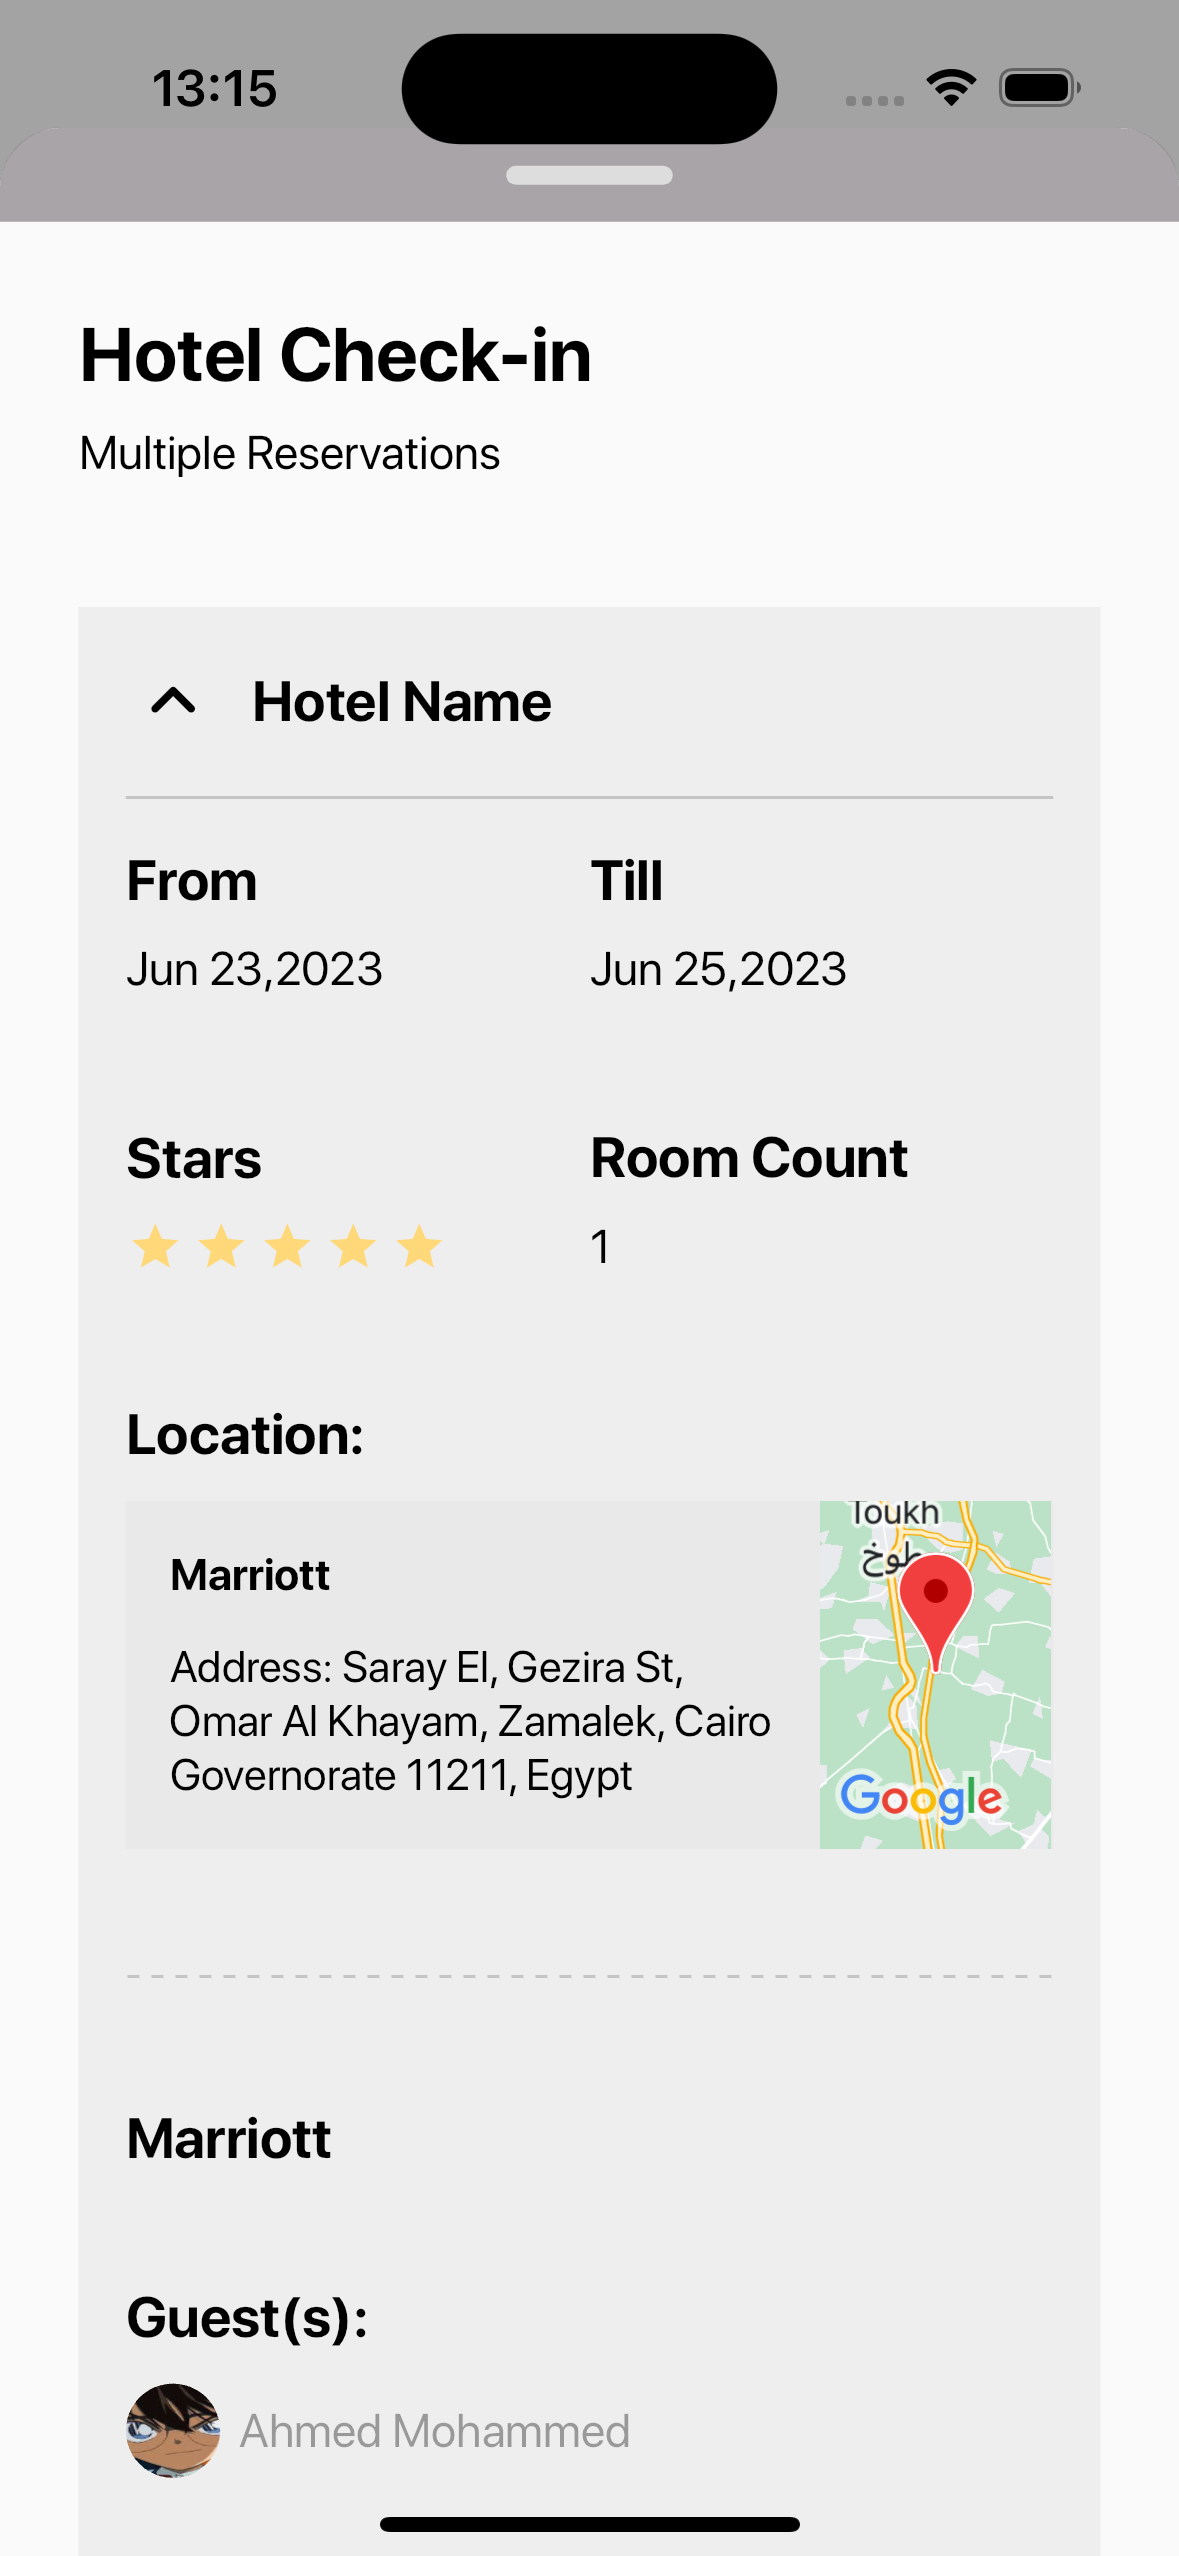 13:15
Hotel Check-in
Multiple Reservations
Hotel Name
From
Till
Jun 23,2023
Jun 25,2023
Stars
Room Count
1
Location:
Marriott
Address: Saray El, Gezira St,
Omar Al Khayam, Zamalek, Cairo
Governorate 11211, Egypt
Toukh
طوخ
Google
Marriott
Guest(s):
Ahmed Mohammed